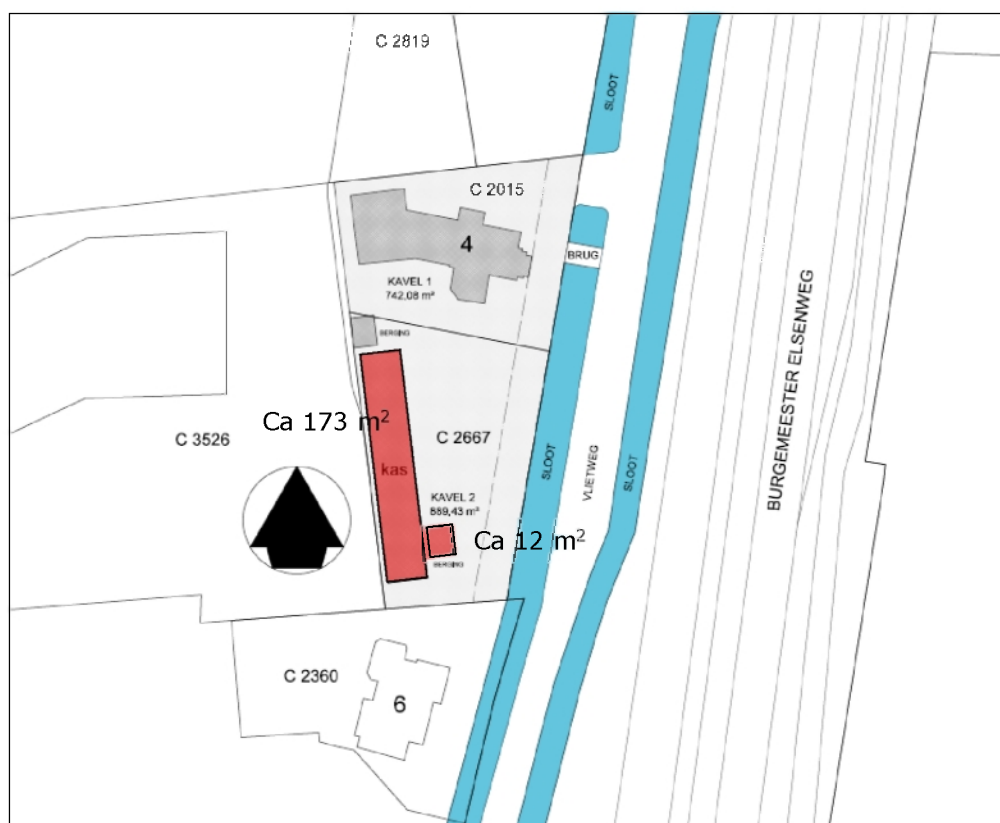 C 2819
SLOOT
C 2015
4
BRUG
KAVEL 1
742,08 m²
BERGING
BURGEMEESTER ELSENWEG
Ca 173 m²
C 3526
C 2667
kas
SLOOT
VLIETWEG
SLOOT
KAVEL 2
889,43 m²
Ca 12 m²
BERGING
C 2360
6